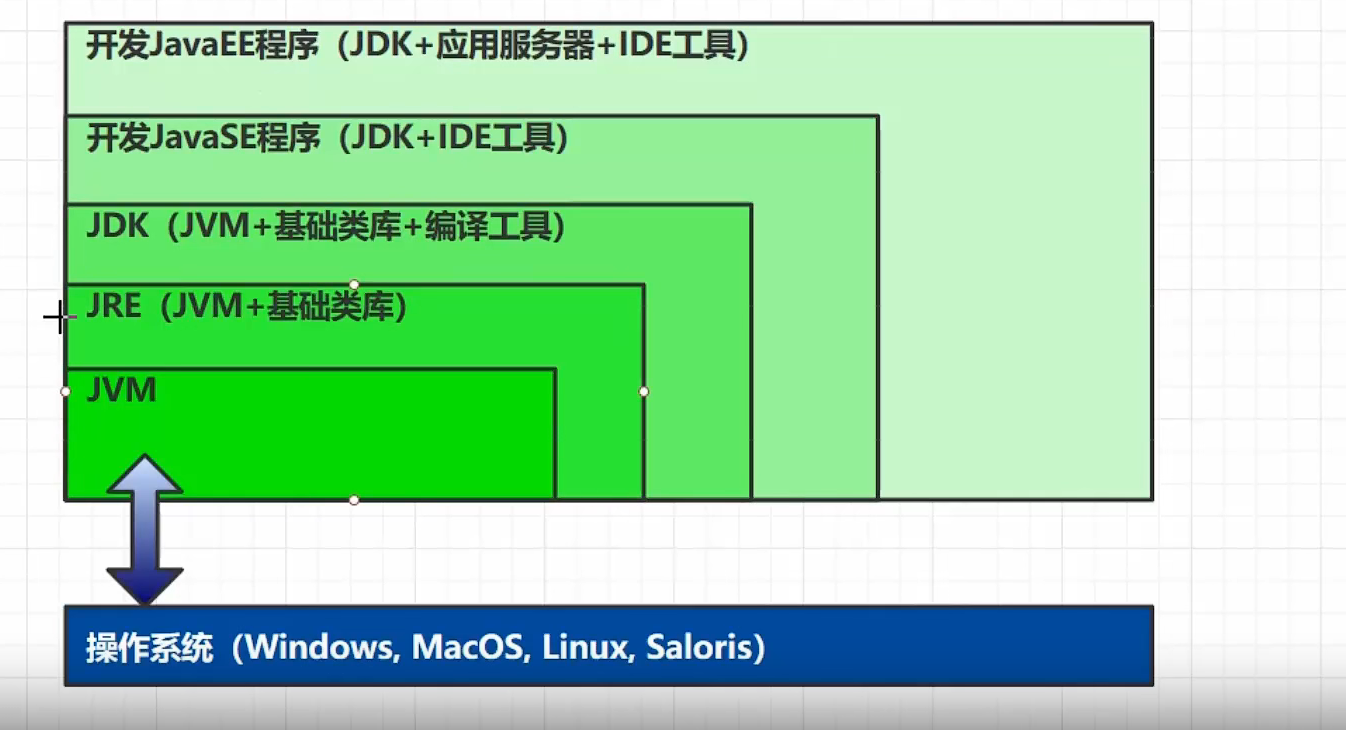 开发JavaEE程序（JDK+应用服务器+IDE工具）
开发JavaSE程序（JDK+IDE工具）
JDK（JVM+基础类库+编译工具）
JRE（JVM+基础类库）
JVM
操作系统（Windows, MacOS, Linux, Saloris）